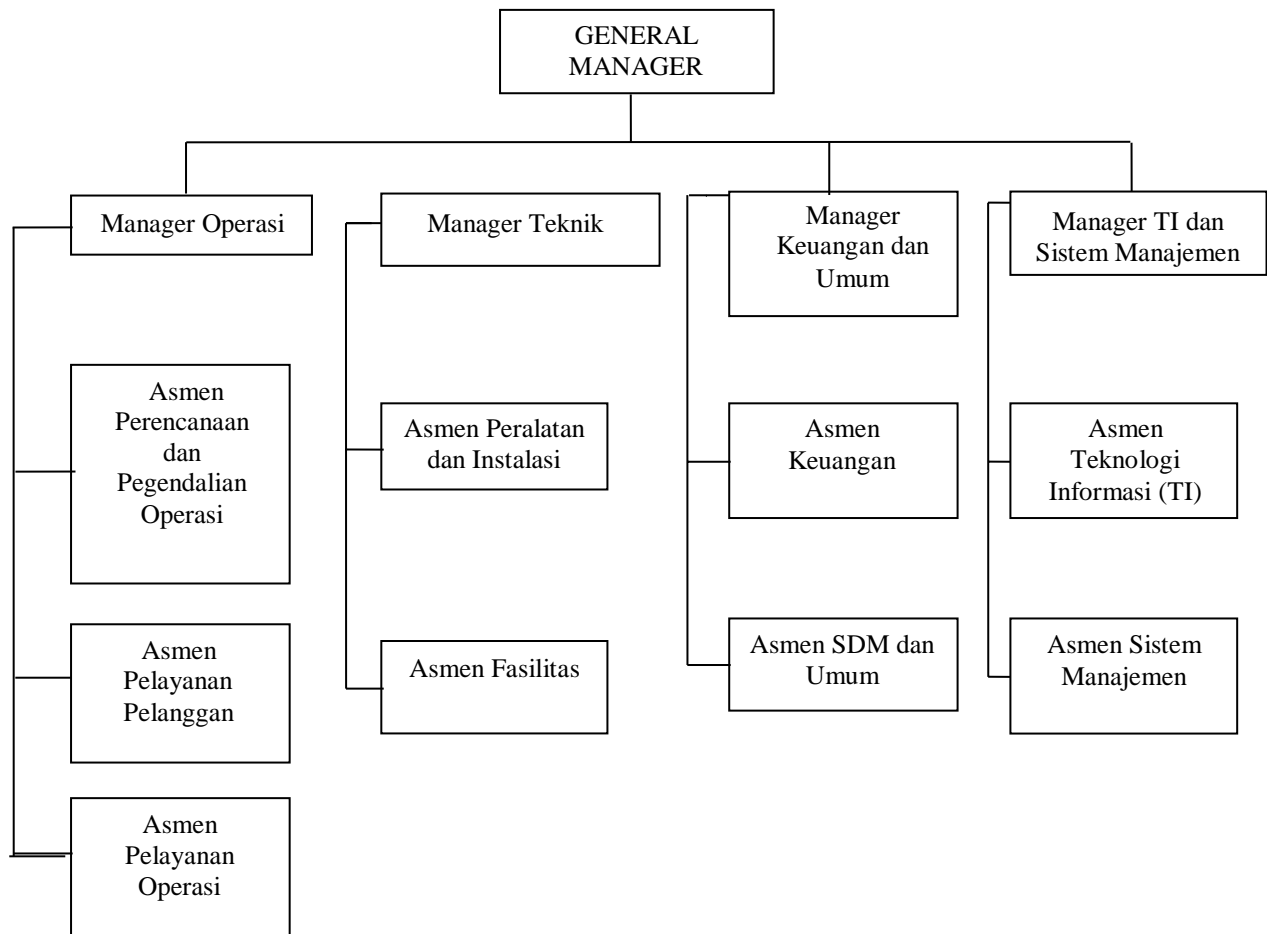 GENERAL
MANAGER
Manager Operasi
Manager Teknik
Manager
Keuangan dan
Umum
Manager TI dan
Sistem Manajemen
Asmen
Perencanaan
dan
Pegendalian
Operasi
Asmen Peralatan
dan Instalasi
Asmen
Keuangan
Asmen
Teknologi
Informasi (TI)
Asmen
Pelayanan
Pelanggan
Asmen Fasilitas
Asmen SDM dan
Umum
Asmen Sistem
Manajemen
Asmen
Pelayanan
Operasi